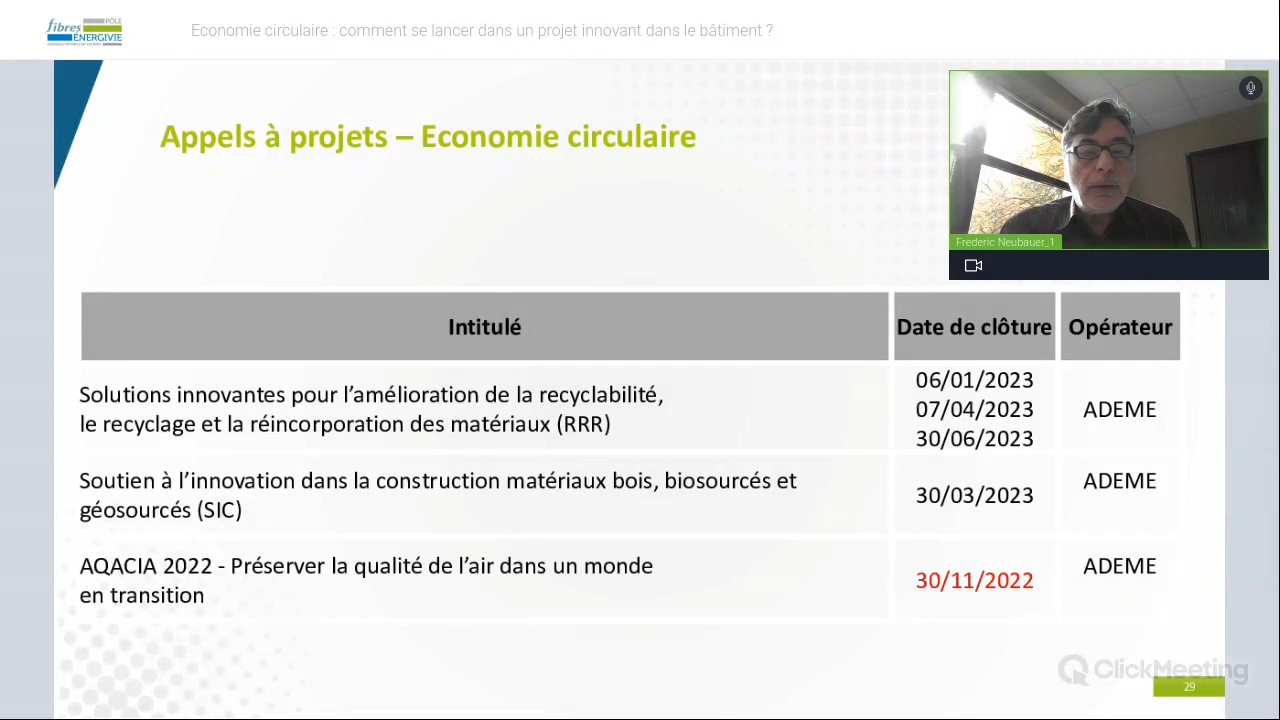 fibres
PÔLE
ÉNERGIVIE
Economie circulaire : comment se lancer dans un projet innovant dans le bâtiment ?
Appels à projets – Economie circulaire
Frederic Neubauer_1
Intitulé
Date de clôture
Opérateur
Solutions innovantes pour l’amélioration de la recyclabilité,
le recyclage et la réincorporation des matériaux (RRR)
06/01/2023
07/04/2023
30/06/2023
ADEME
Soutien à l’innovation dans la construction matériaux bois, biosourcés et
géosourcés (SIC)
30/03/2023
ADEME
AQACIA 2022 - Préserver la qualité de l’air dans un monde
en transition
30/11/2022
ADEME
ClickMeeting
29